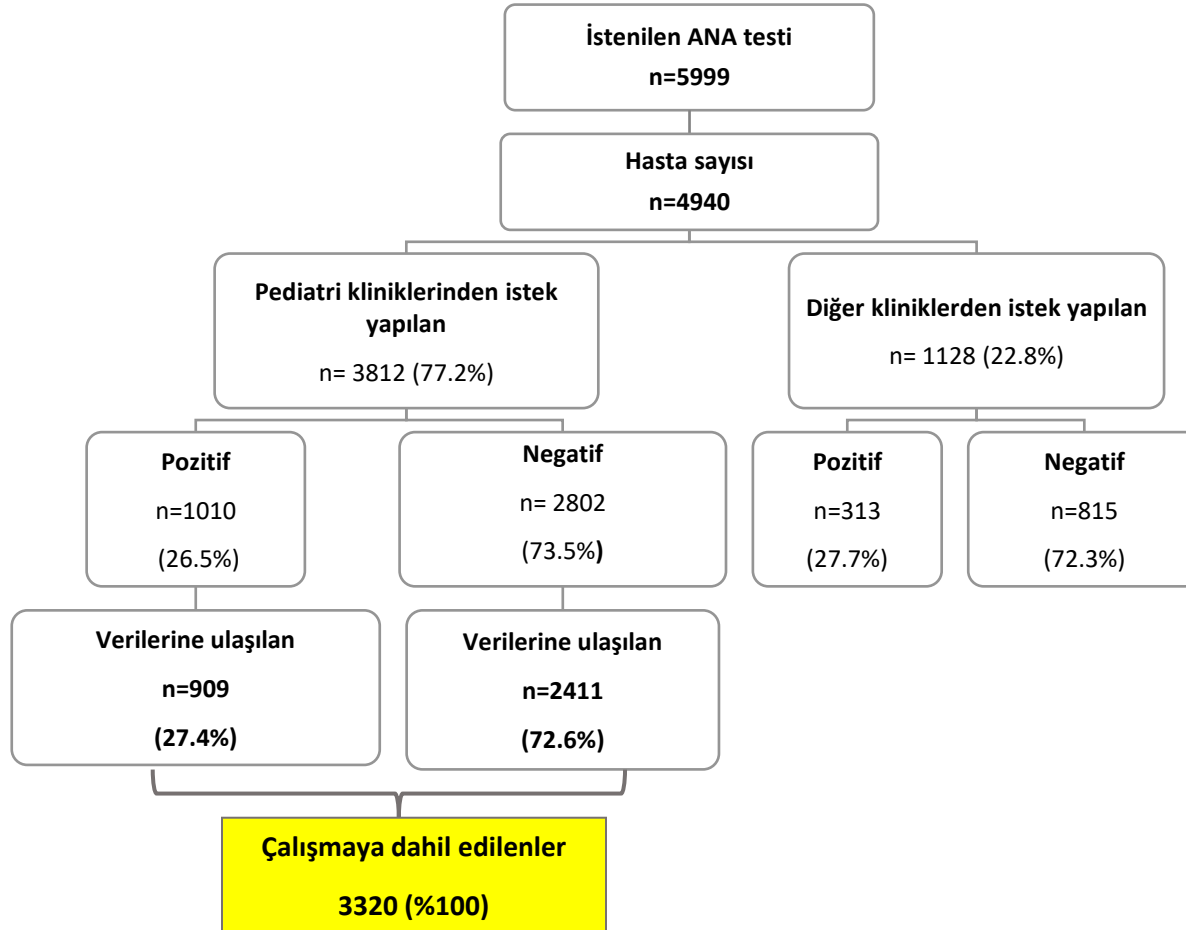 İstenilen ANA testi
n=5999
Hasta sayısı
n=4940
Pediatri kliniklerinden istek
yapılan
n= 3812 (77.2%)
Diğer kliniklerden istek yapılan
n= 1128 (22.8%)
Pozitif
n=1010
(26.5%)
Negatif
n= 2802
(73.5%)
Pozitif
n=313
(27.7%)
Negatif
n=815
(72.3%)
Verilerine ulaşılan
n=909
(27.4%)
Verilerine ulaşılan
n=2411
(72.6%)
Çalışmaya dahil edilenler
3320 (%100)